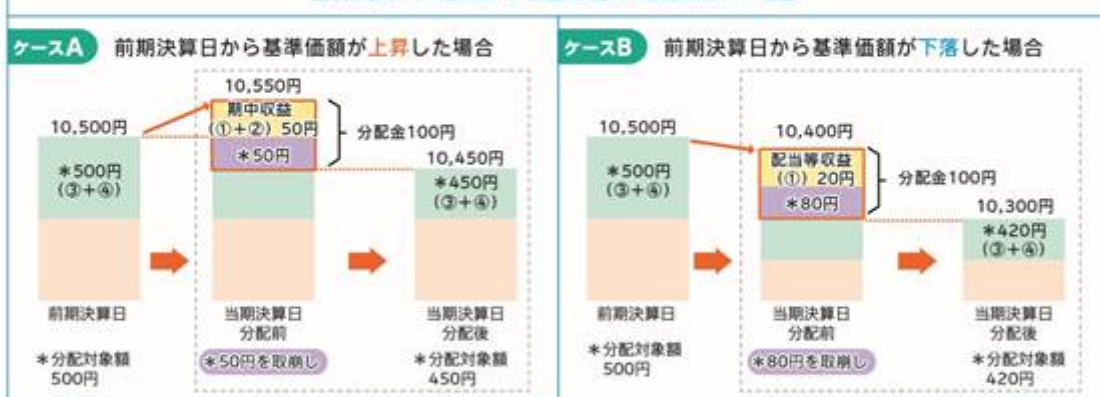 ケースA 前期決算日から基準価額が上昇した場合
10,550円
期中収益
(①+②) 50円
10,500円
分配金100円
*50円
10,450円
*500円
(③+④)
*450円
(③+④)
前期決算日
当期決算日
分配前
当期決算日
分配後
*分配対象額
500円
*50円を取崩し
*分配対象額
450円
ケースB 前期決算日から基準価額が下落した場合
10,500円
10,400円
配当等収益
(①) 20円
分配金100円
*500円
(③+④)
*80円
10,300円
*420円
(③+④)
前期決算日
当期決算日
分配前
当期決算日
分配後
*分配対象額
500円
*80円を取崩し
*分配対象額
420円